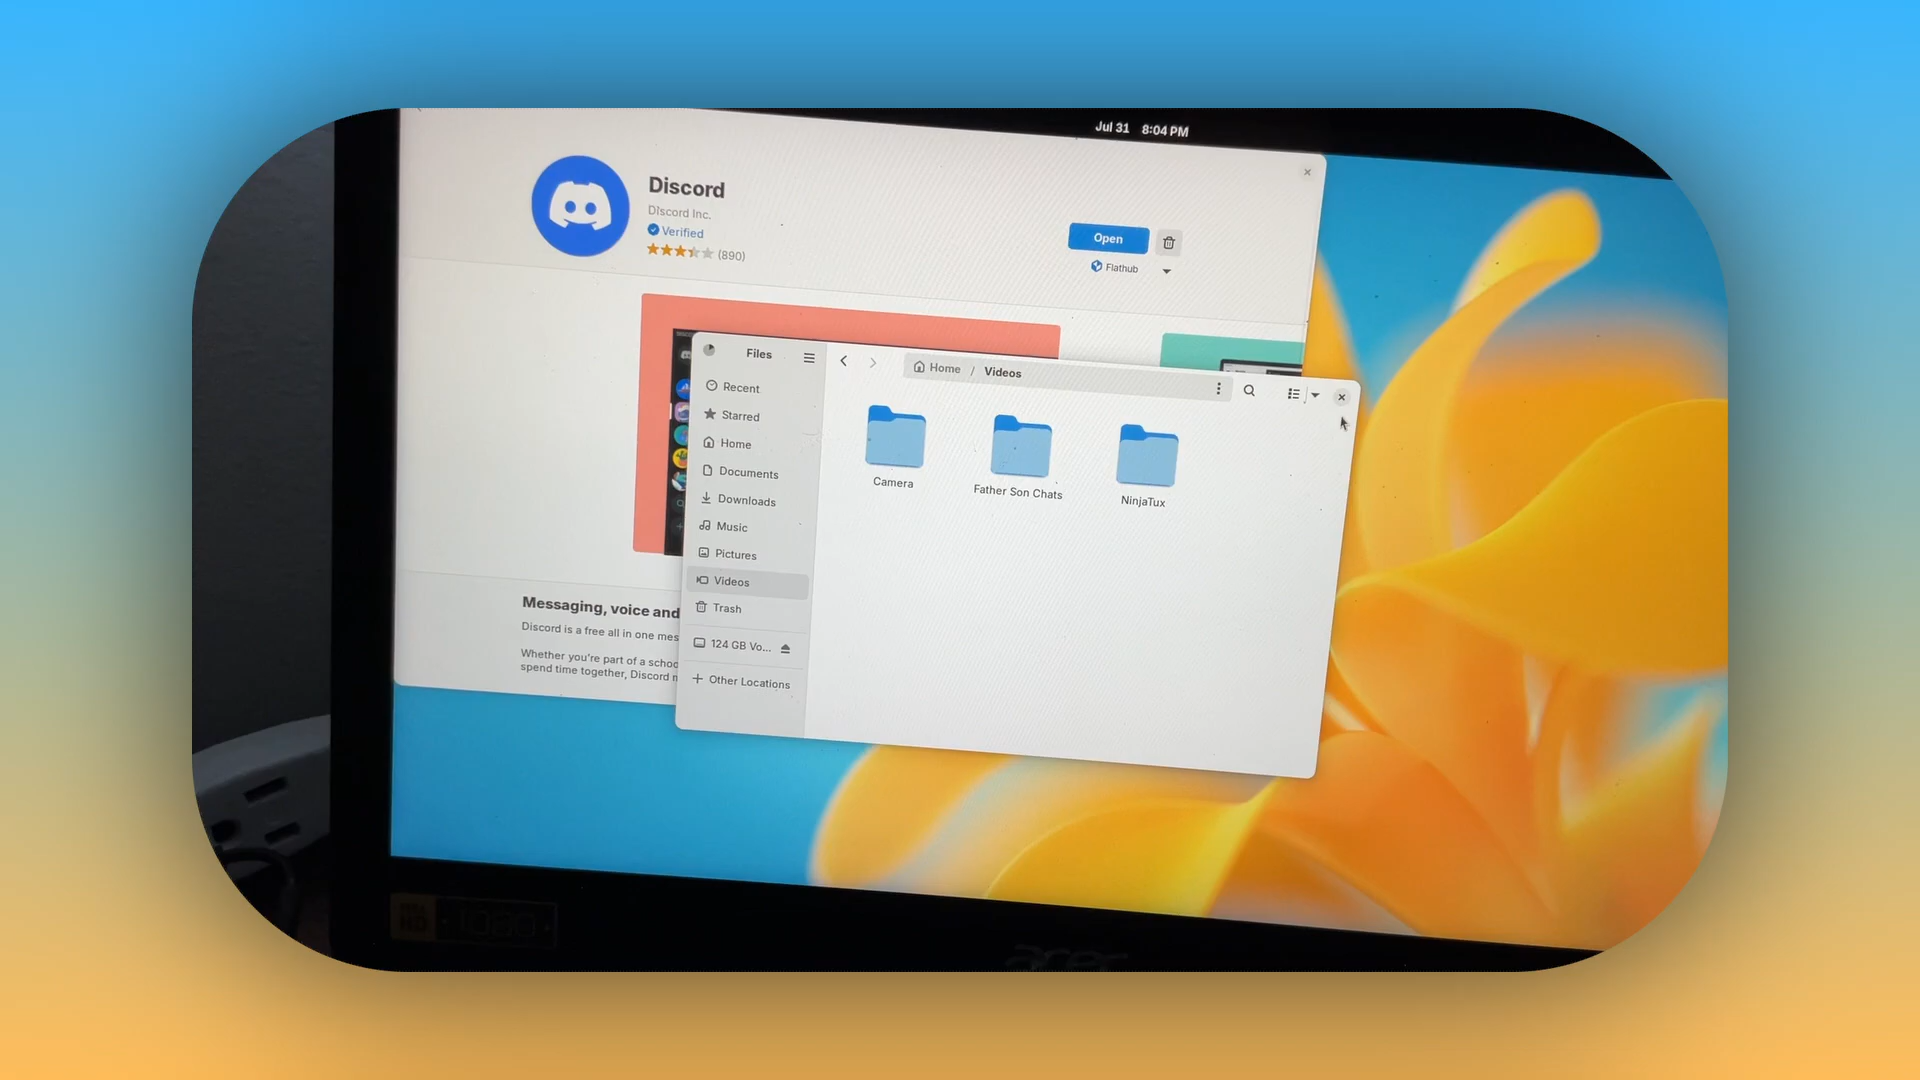 Jul 31 8:04 PM
Discord
Discord Inc.
Verified
(890)
Open
Flathub
Files
Home / Videos
Recent
Starred
Home
Documents
Downloads
Music
Pictures
Videos
Trash
124 GB Vo...
Other Locations
Camera
Father Son Chats
NinjaTux
Messaging, voice and
Discord is a free all in one mes
Whether you're part of a schoo
spend time together, Discord m
acer